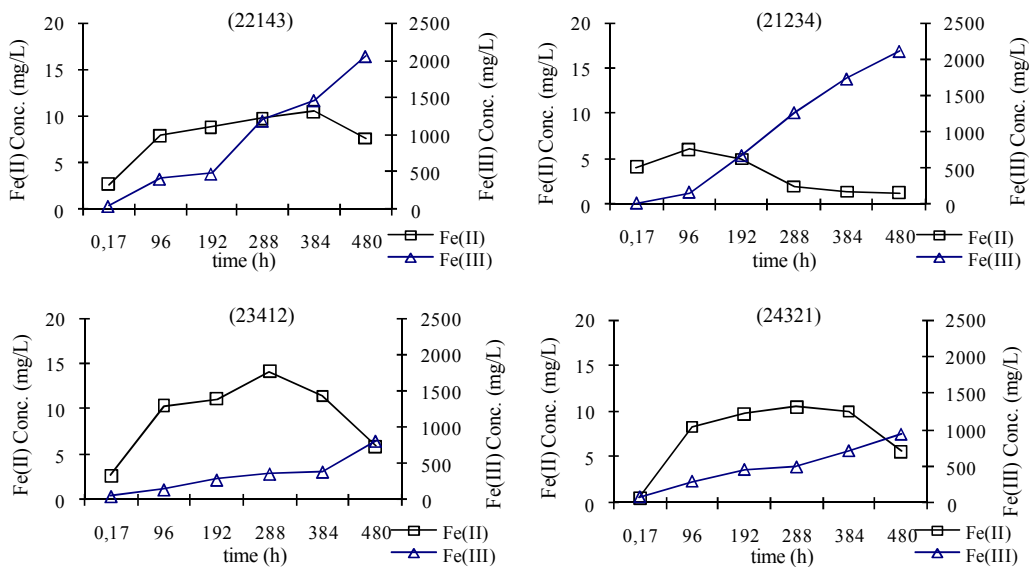 (22143)
Fe(II) Conc. (mg/L)
20
15
10
5
0
2500
2000
1500
1000
500
0
Fe(III) Conc. (mg/L)
0,17 96 192 288 384 480
time (h)
Fe(II)
Fe(III)
(21234)
Fe(II) Conc. (mg/L)
20
15
10
5
0
2500
2000
1500
1000
500
0
Fe(III) Conc. (mg/L)
0,17 96 192 288 384 480
time (h)
Fe(II)
Fe(III)
(23412)
Fe(II) Conc. (mg/L)
20
15
10
5
0
2500
2000
1500
1000
500
0
Fe(III) Conc. (mg/L)
0,17 96 192 288 384 480
time (h)
Fe(II)
Fe(III)
(24321)
Fe(II) Conc. (mg/L)
20
15
10
5
0
2500
2000
1500
1000
500
0
Fe(III) Conc. (mg/L)
0,17 96 192 288 384 480
time (h)
Fe(II)
Fe(III)